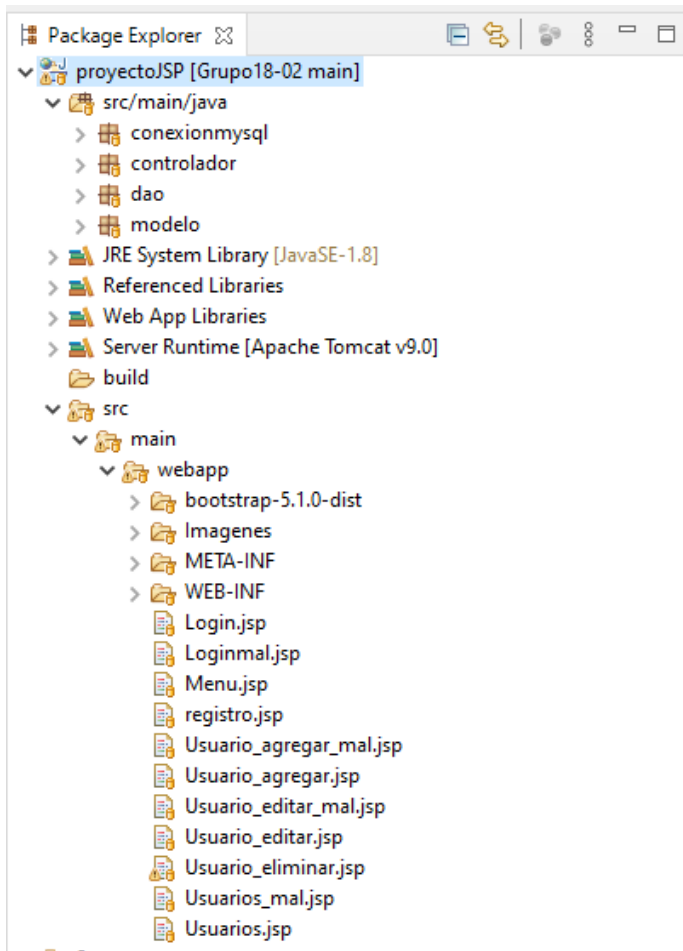 Package Explorer
proyectoJSP [Grupo18-02 main]
src/main/java
conexionmysql
controlador
dao
modelo
JRE System Library [JavaSE-1.8]
Referenced Libraries
Web App Libraries
Server Runtime [Apache Tomcat v9.0]
build
src
main
webapp
bootstrap-5.1.0-dist
Imagenes
META-INF
WEB-INF
Login.jsp
Loginmal.jsp
Menu.jsp
registro.jsp
Usuario_agregar_mal.jsp
Usuario_agregar.jsp
Usuario_editar_mal.jsp
Usuario_editar.jsp
Usuario_eliminar.jsp
Usuarios_mal.jsp
Usuarios.jsp